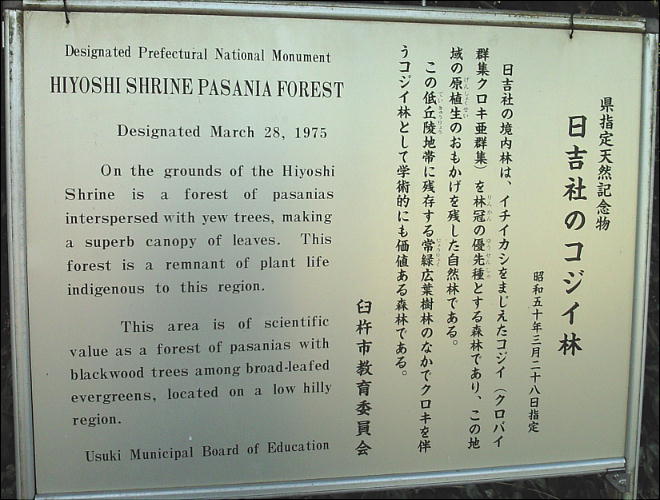 Designated Prefectural National Monument
HIYOSHI SHRINE PASANIA FOREST
Designated March 28, 1975
On the grounds of the Hiyoshi
Shrine is a forest of pasanias
interspersed with yew trees, making
a superb canopy of leaves. This
forest is a remnant of plant life
indigenous to this region.
This area is of scientific
value as a forest of pasanias with
blackwood trees among broad-leafed
evergreens, located on a low hilly
region.
Usuki Municipal Board of Education
県指定天然記念物
日吉社のコジイ林
昭和五十年三月二十八日指定
日吉社の境内林は、イチイカシをまじえたコジイ（クロバイ
群集クロキ亜群集）を林冠の優先種とする森林であり、この地
域の原植生のおもかげを残した自然林である。
この低丘陵地帯に残存する常緑広葉樹林のなかでクロキを伴
うコジイ林として学術的にも価値ある森林である。
臼杵市教育委員会